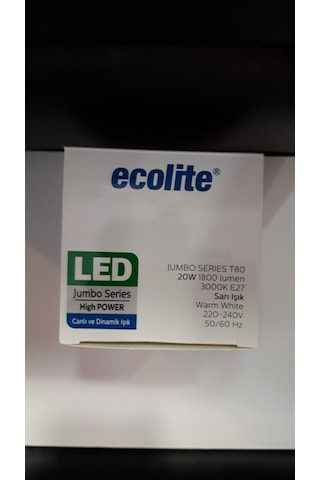 ecolite®
LED
Jumbo Series
High POWER
Canlı ve Dinamik Işık
JUMBO SERIES T80
20W 1800 lumen
3000K E27
Sarı Işık
Warm White
220-240V
50/60 Hz